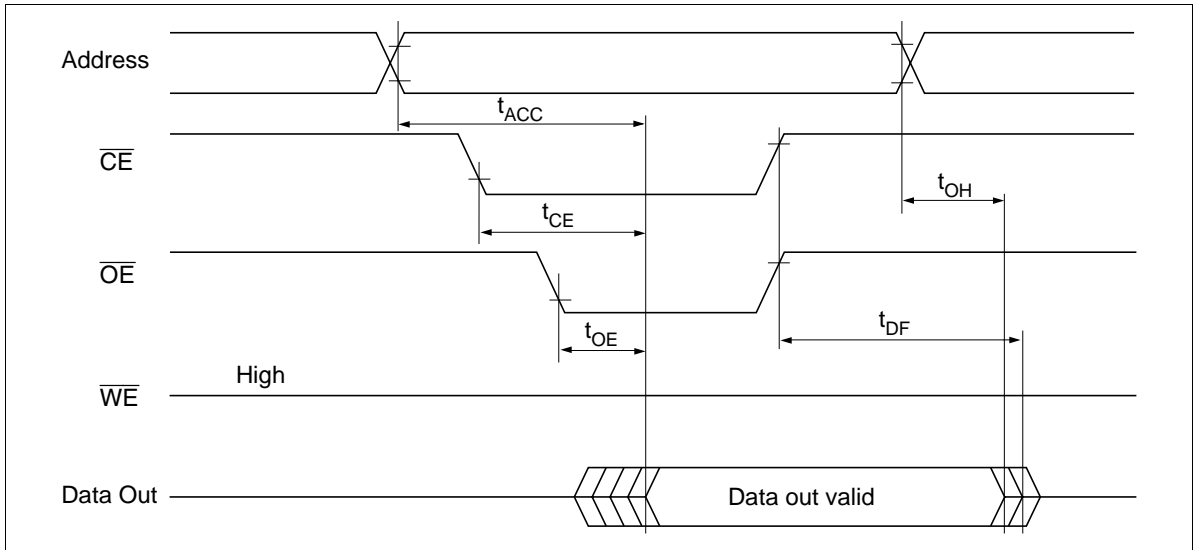 Address
tACC
CE
tOH
tCE
OE
tDF
tOE
High
WE
Data Out
Data out valid